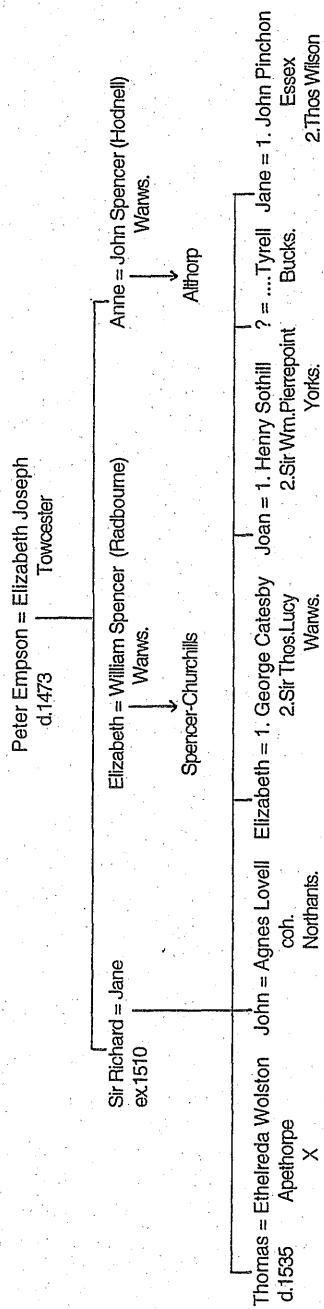 Peter Empson = Elizabeth Joseph
d.1473 Towcester
Sir Richard = Jane
ex.1510
Elizabeth = William Spencer (Radbourne)
Warws.
Spencer-Churchills
Anne = John Spencer (Hodnell)
Warws.
Althorp
Thomas = Ethelreda Wolston
d.1535 Apethorpe
X
John = Agnes Lovell
coh.
Northants.
Elizabeth = 1. George Catesby
2.Sir Thos.Lucy
Warws.
Joan = 1. Henry Sothill
2.Sir Wm.Pierrepoint
Yorks.
? = ....Tyrell
Bucks.
Jane = 1. John Pinchon
Essex
2.Thos Wilson